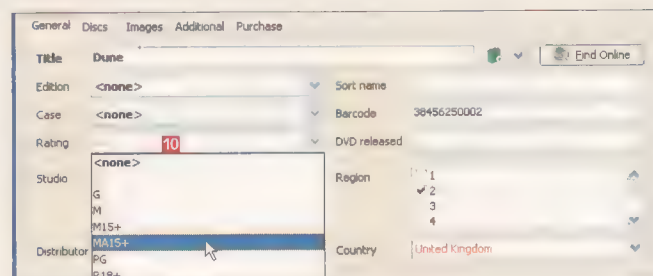 General Discs Images Additional Purchase
Title Dune Find Online
Edition <none> Sort name
Case <none> Barcode 38456250002
Rating 10 DVD released
<none>
Studio Region 1
G 2
M 3
M15+ 4
MA15+
Distributor Country United Kingdom
PG
R18+